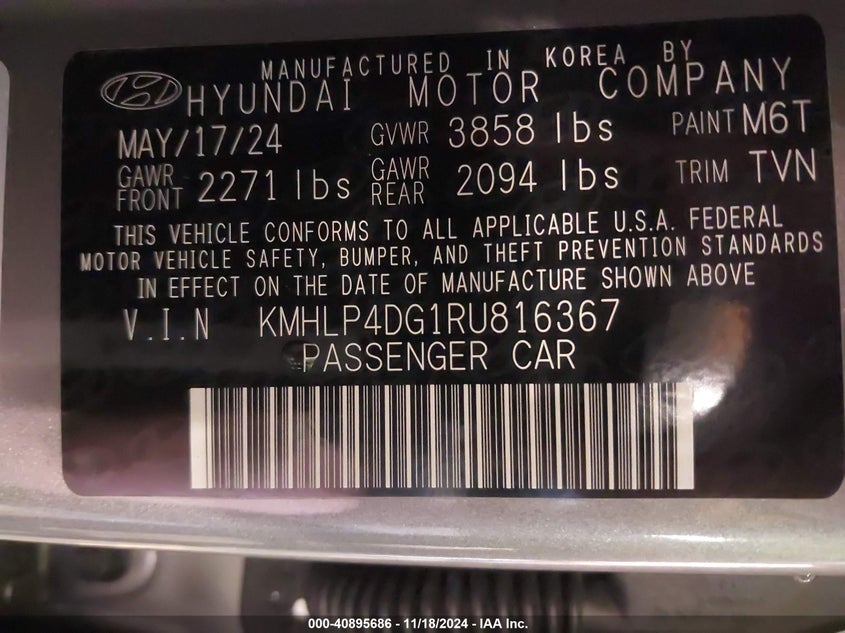 MANUFACTURED IN KOREA BY
HYUNDAI MOTOR COMPANY
MAY/17/24 GVWR 3858 lbs PAINT M6T
GAWR FRONT 2271 lbs GAWR REAR 2094 lbs TRIM TVN
THIS VEHICLE CONFORMS TO ALL APPLICABLE U.S.A. FEDERAL
MOTOR VEHICLE SAFETY, BUMPER, AND THEFT PREVENTION STANDARDS
IN EFFECT ON THE DATE OF MANUFACTURE SHOWN ABOVE
V.I.N KMHLP4DG1RU816367
PASSENGER CAR
000-40895686 - 11/18/2024 - IAA Inc.